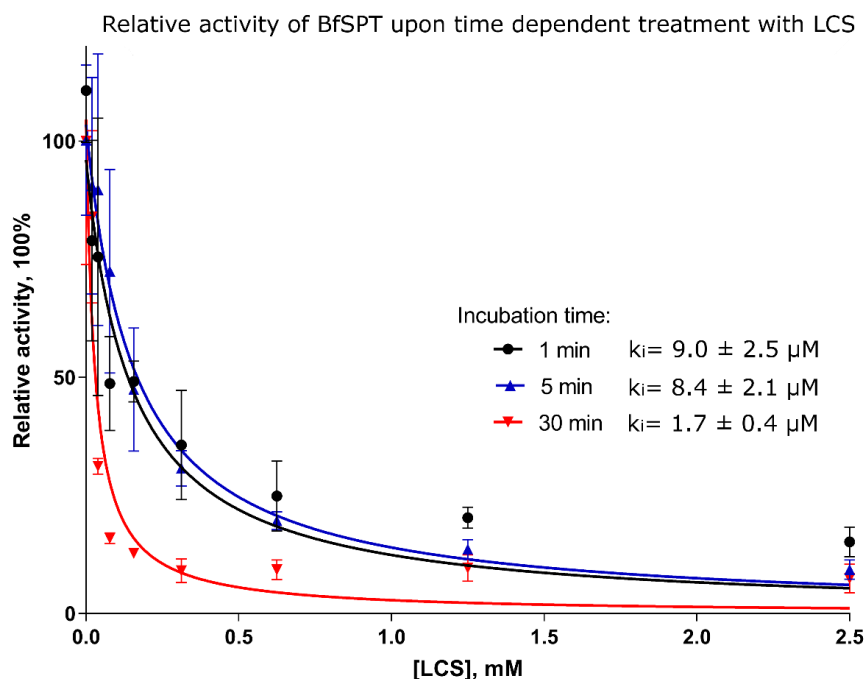 Relative activity of BfSPT upon time dependent treatment with LCS
Relative activity, 100%
100
50
0
Incubation time:
1 min kᵢ= 9.0 ± 2.5 µM
5 min kᵢ= 8.4 ± 2.1 µM
30 min kᵢ= 1.7 ± 0.4 µM
0.0 0.5 1.0 1.5 2.0 2.5
[LCS], mM